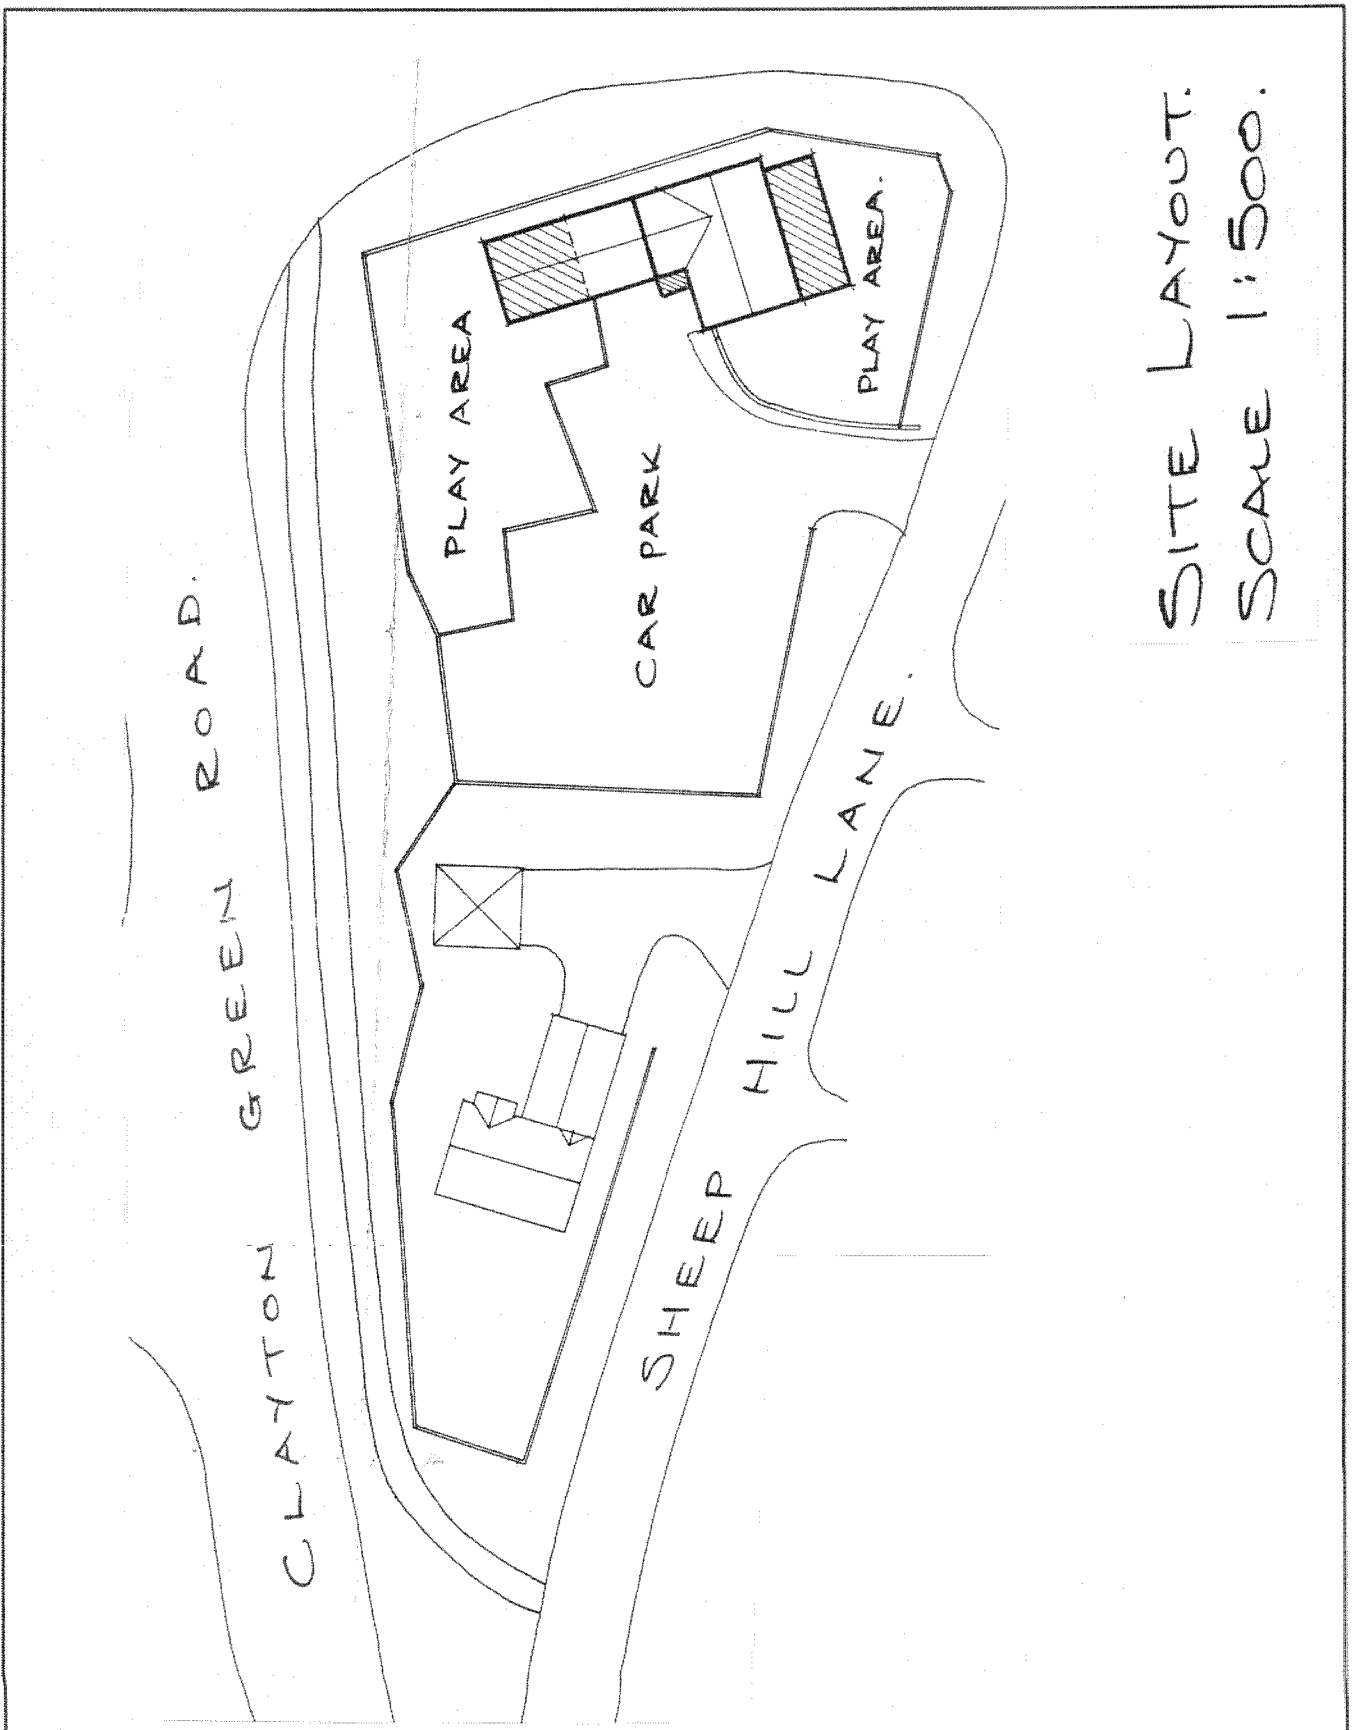 CLAYTON GREEN ROAD.
PLAY AREA
CAR PARK
PLAY AREA.
SHEEP HILL LANE.
SITE LAYOUT.
SCALE 1:500.